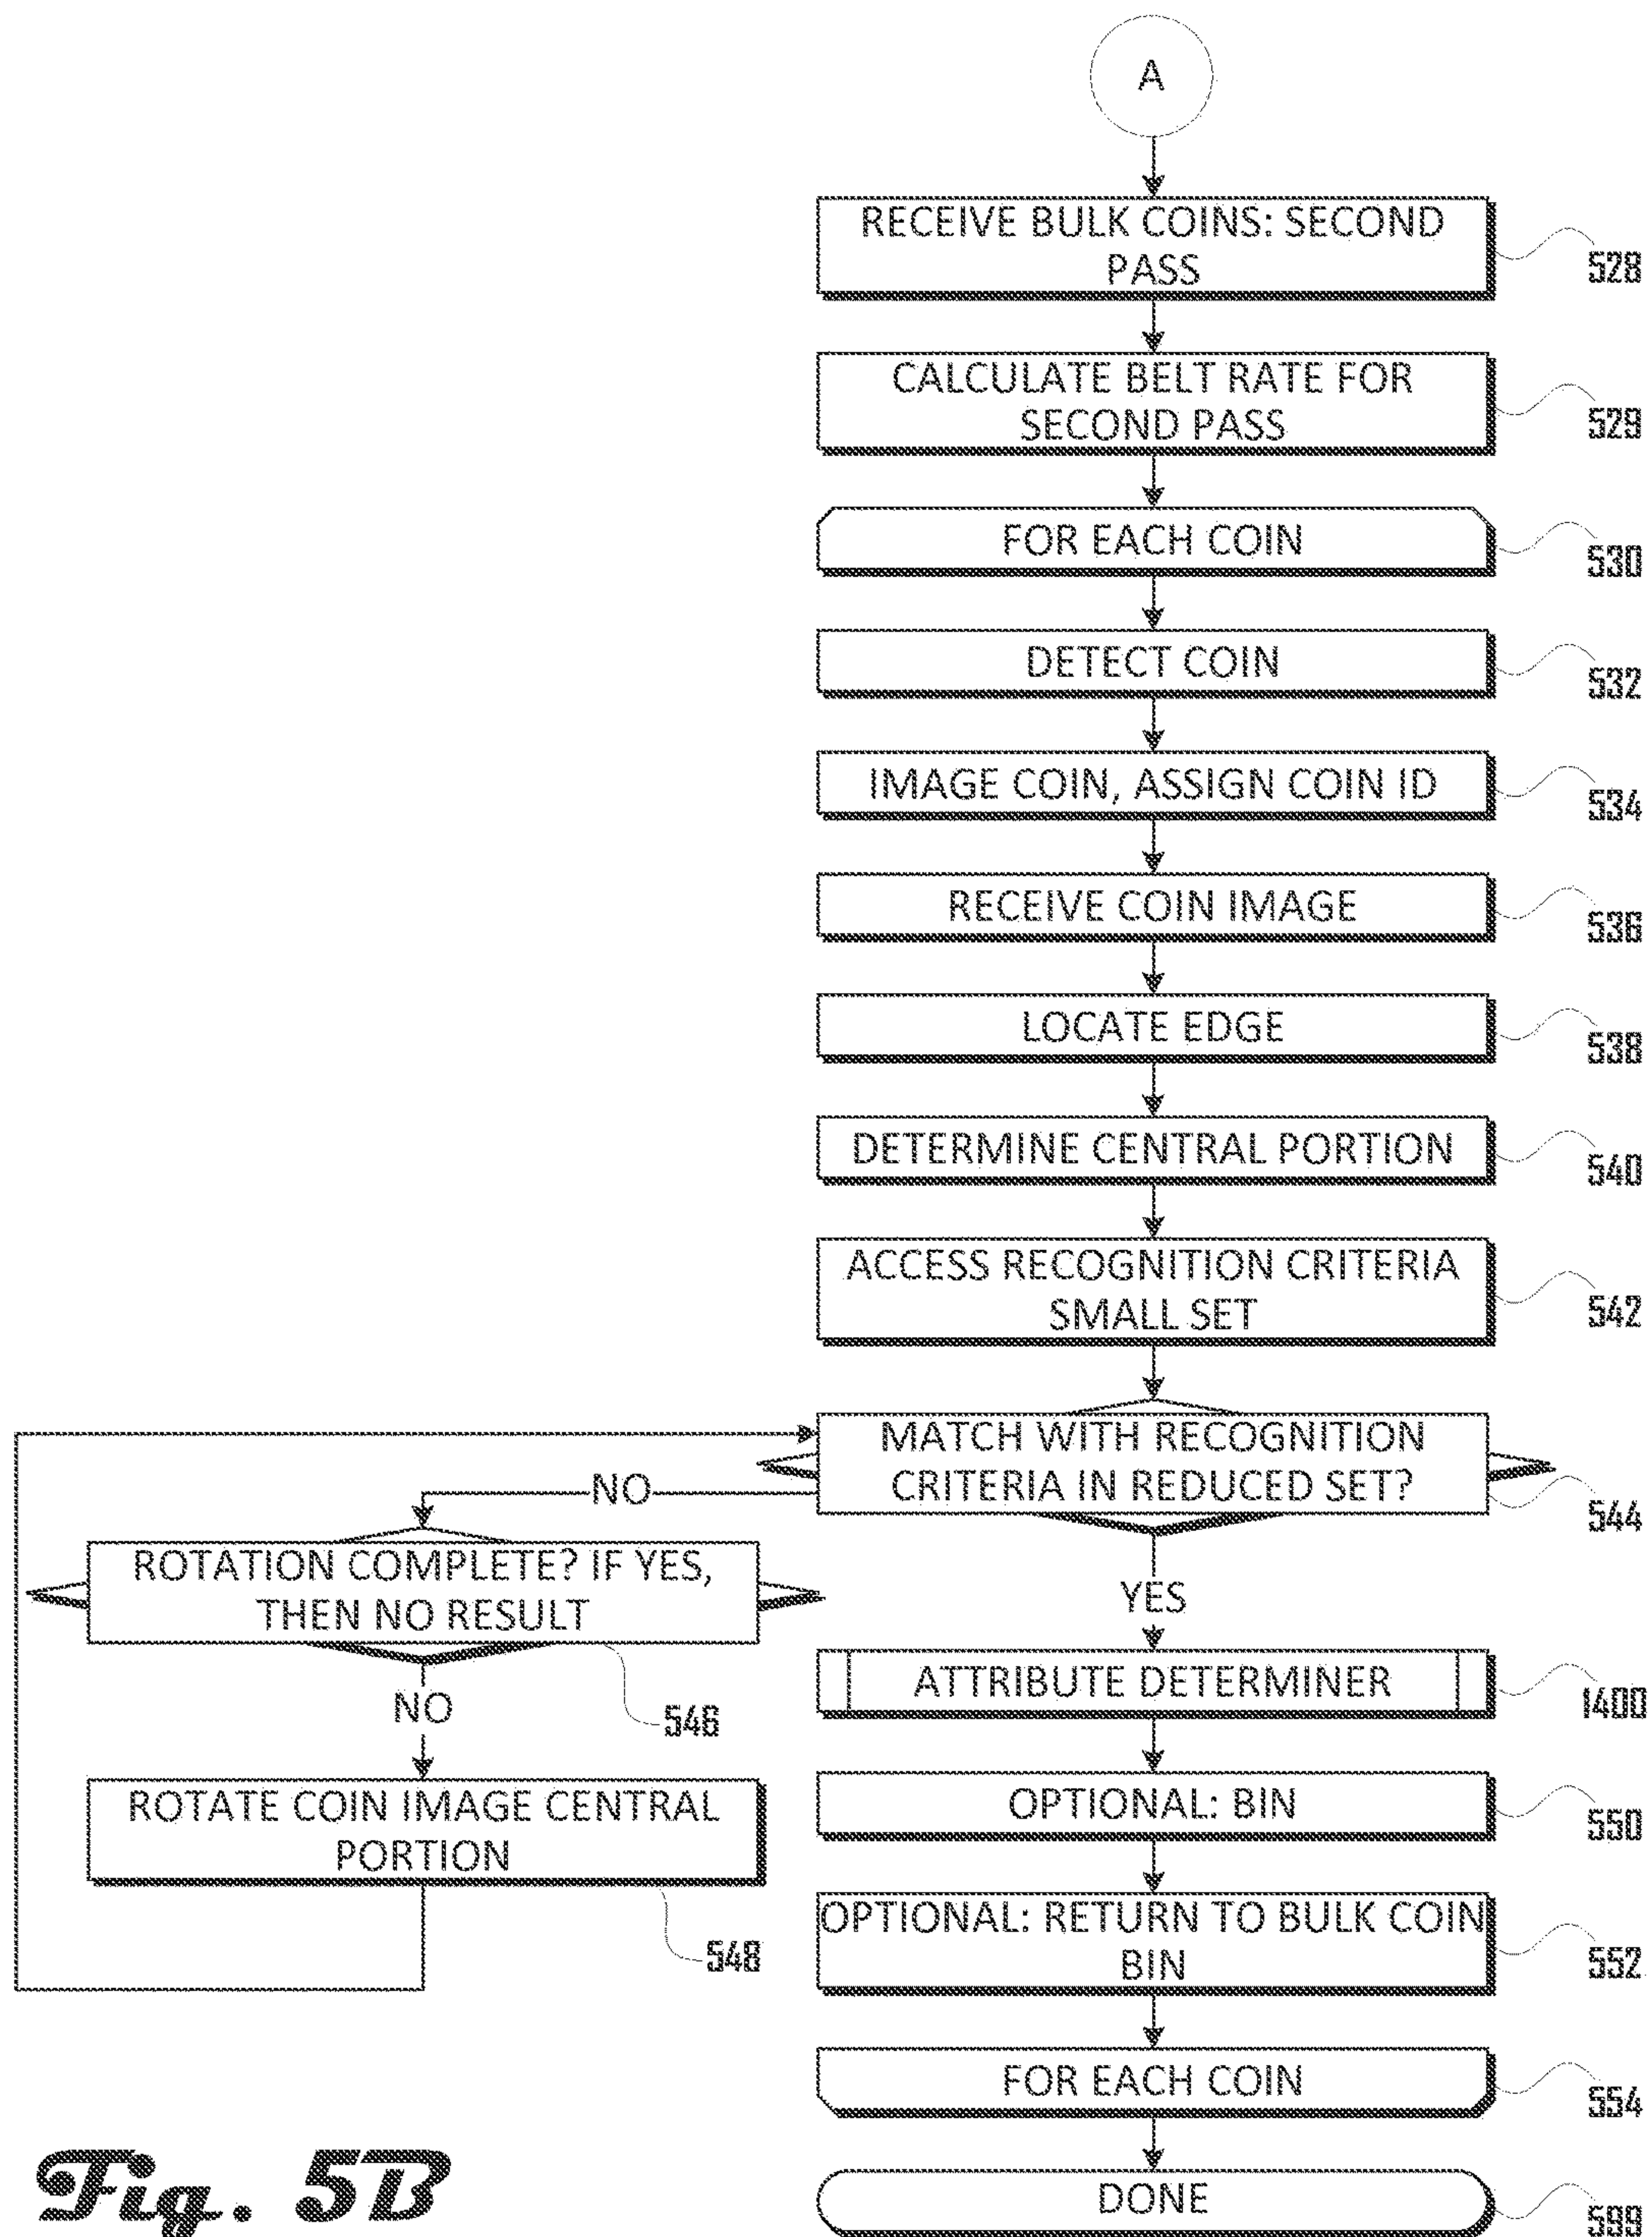 A
RECEIVE BULK COINS: SECOND
PASS
528
CALCULATE BELT RATE FOR
SECOND PASS
529
FOR EACH COIN
530
DETECT COIN
532
IMAGE COIN, ASSIGN COIN ID
534
RECEIVE COIN IMAGE
536
LOCATE EDGE
538
DETERMINE CENTRAL PORTION
540
ACCESS RECOGNITION CRITERIA
SMALL SET
542
MATCH WITH RECOGNITION
CRITERIA IN REDUCED SET?
544
NO
ROTATION COMPLETE? IF YES,
THEN NO RESULT
546
NO
ROTATE COIN IMAGE CENTRAL
PORTION
548
YES
ATTRIBUTE DETERMINER
1400
OPTIONAL: BIN
550
OPTIONAL: RETURN TO BULK COIN
BIN
552
FOR EACH COIN
554
DONE
599
Fig. 5B